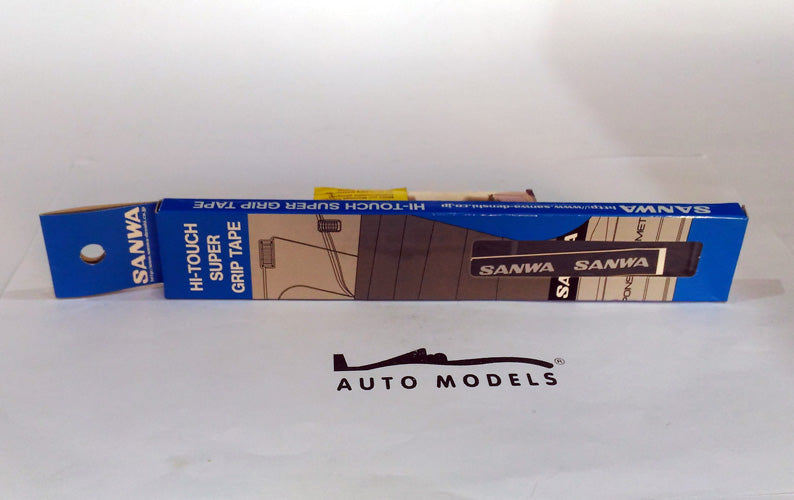 SANWA
HI-TOUCH
SUPER
GRIP TAPE
HI-TOUCH SUPER GRIP TAPE
SANWA
SANWA SANWA
AUTO MODELS
®